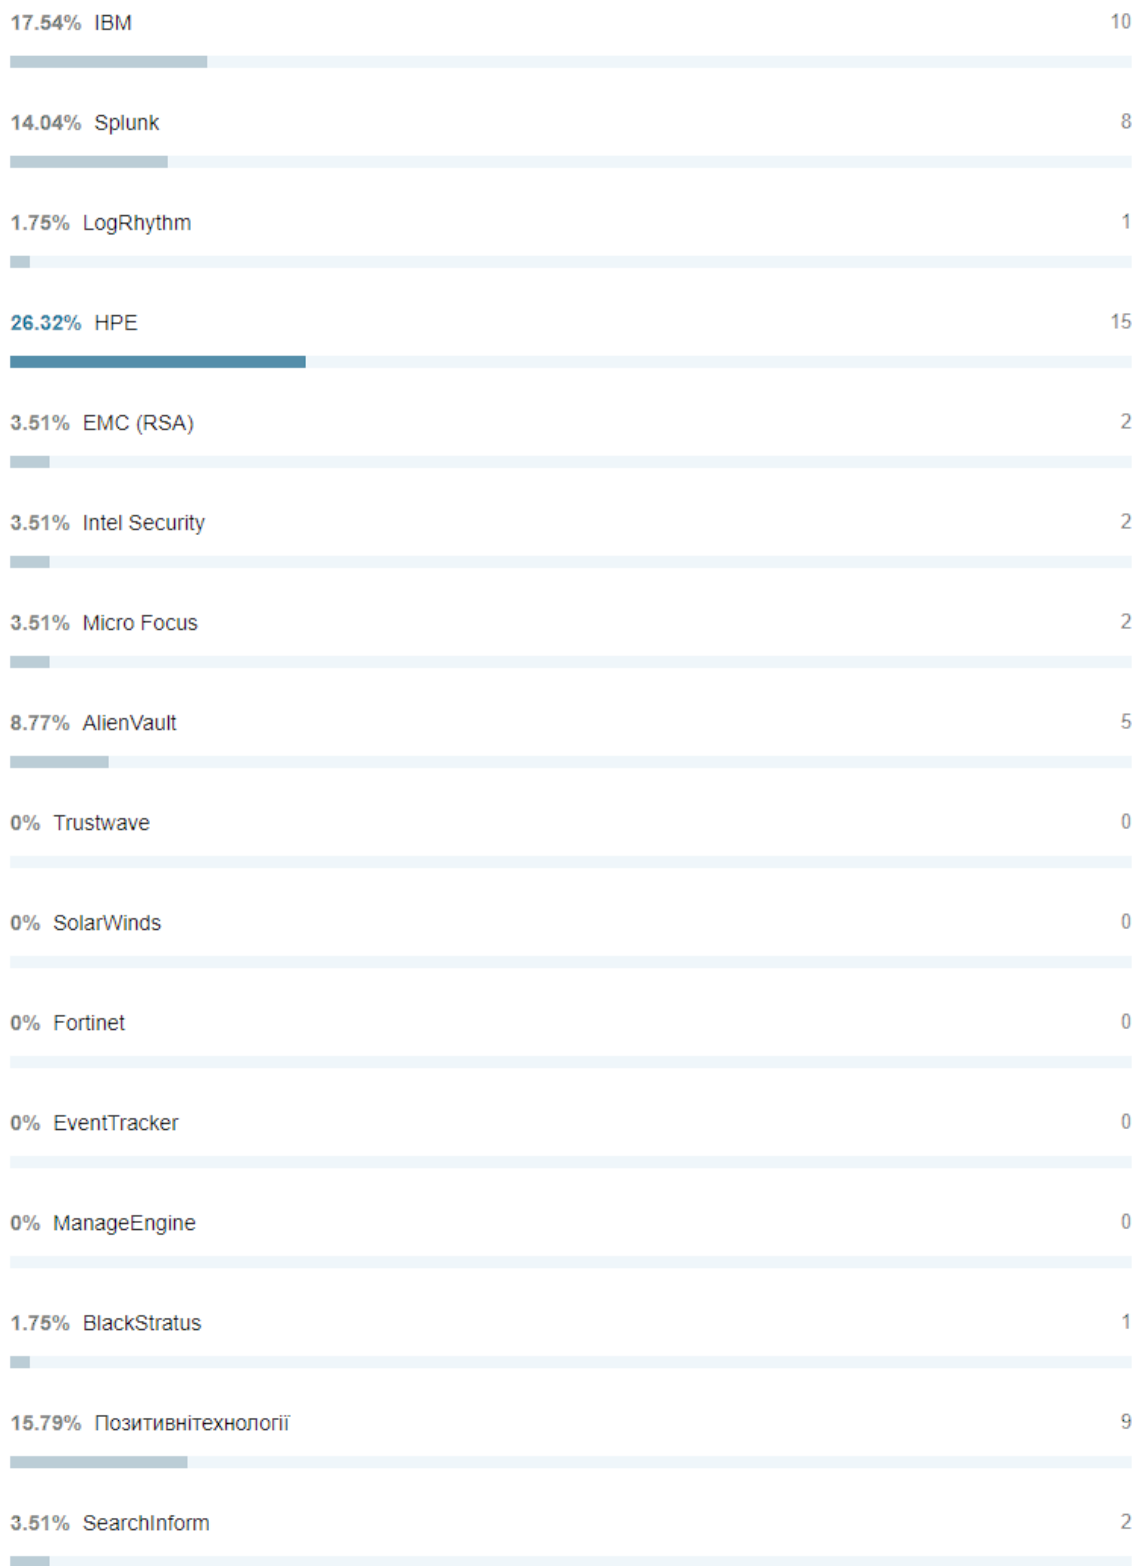 17.54% IBM 10
14.04% Splunk 8
1.75% LogRhythm 1
26.32% HPE 15
3.51% EMC (RSA) 2
3.51% Intel Security 2
3.51% Micro Focus 2
8.77% AlienVault 5
0% Trustwave 0
0% SolarWinds 0
0% Fortinet 0
0% EventTracker 0
0% ManageEngine 0
1.75% BlackStratus 1
15.79% Позитивнітехнології 9
3.51% SearchInform 2